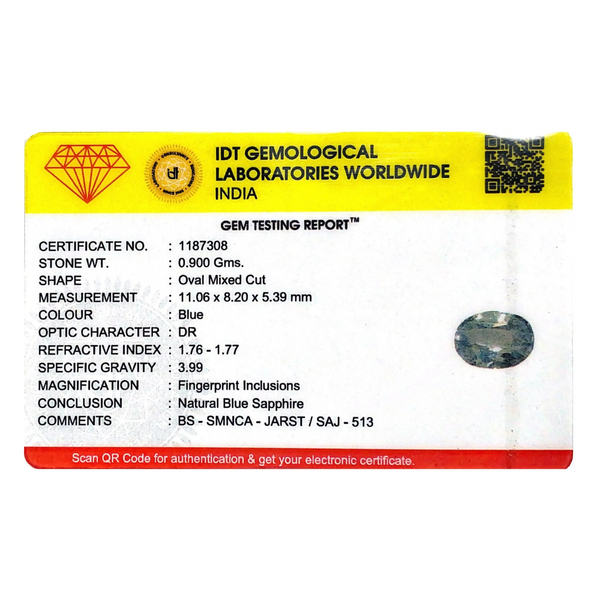 IDT GEMOLOGICAL
LABORATORIES WORLDWIDE
INDIA
GEM TESTING REPORT™
CERTIFICATE NO. : 1187308
STONE WT. : 0.900 Gms.
SHAPE : Oval Mixed Cut
MEASUREMENT : 11.06 x 8.20 x 5.39 mm
COLOUR : Blue
OPTIC CHARACTER : DR
REFRACTIVE INDEX : 1.76 - 1.77
SPECIFIC GRAVITY : 3.99
MAGNIFICATION : Fingerprint Inclusions
CONCLUSION : Natural Blue Sapphire
COMMENTS : BS - SMNCA - JARST / SAJ - 513
Scan QR Code for authentication & get your electronic certificate.